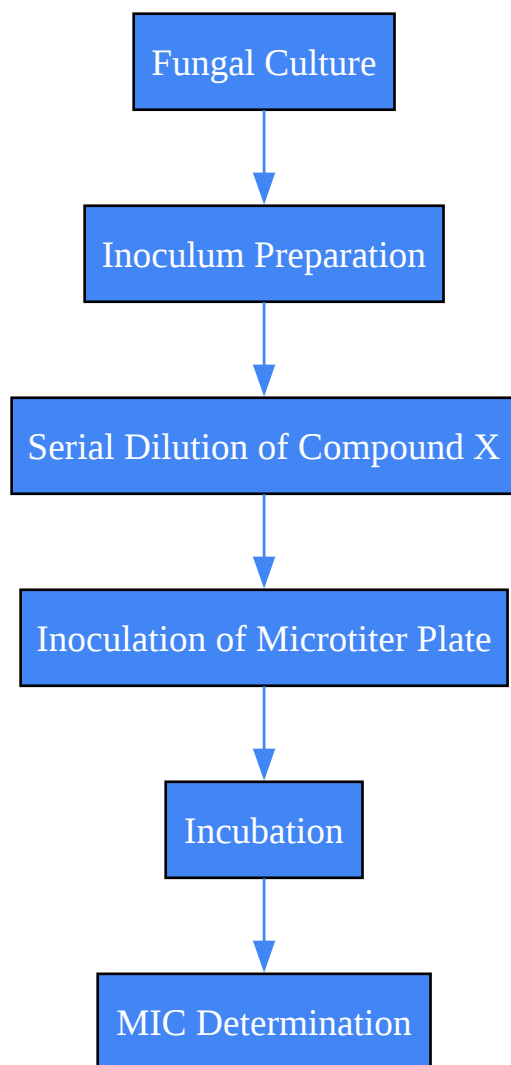 Fungal Culture
Inoculum Preparation
Serial Dilution of Compound X
Inoculation of Microtiter Plate
Incubation
MIC Determination